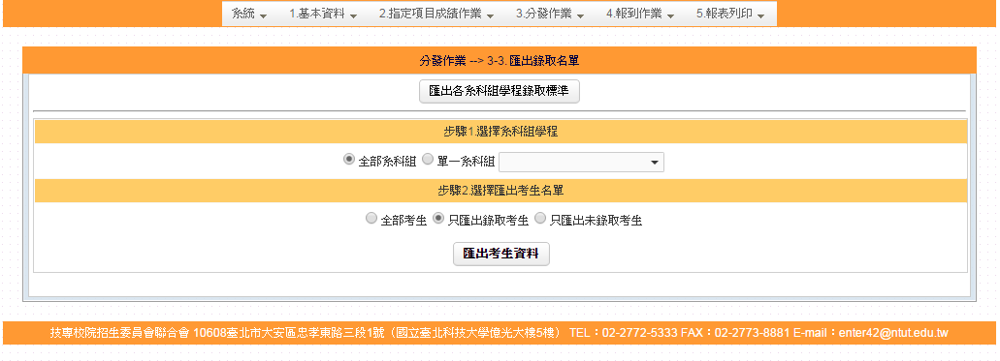 系統 1.基本資料 2.指定項目成績作業 3.分發作業 4.報到作業 5.報表列印
分發作業 --> 3-3. 匯出錄取名單
匯出各系科組學程錄取標準
步驟1.選擇系科組學程
全部系科組 單一系科組
步驟2.選擇匯出考生名單
全部考生 只匯出錄取考生 只匯出未錄取考生
匯出考生資料
技專校院招生委員會聯合會 10608臺北市大安區忠孝東路三段1號（國立臺北科技大學億光大樓5樓） TEL：02-2772-5333 FAX：02-2773-8881 E-mail：enter42@ntut.edu.tw